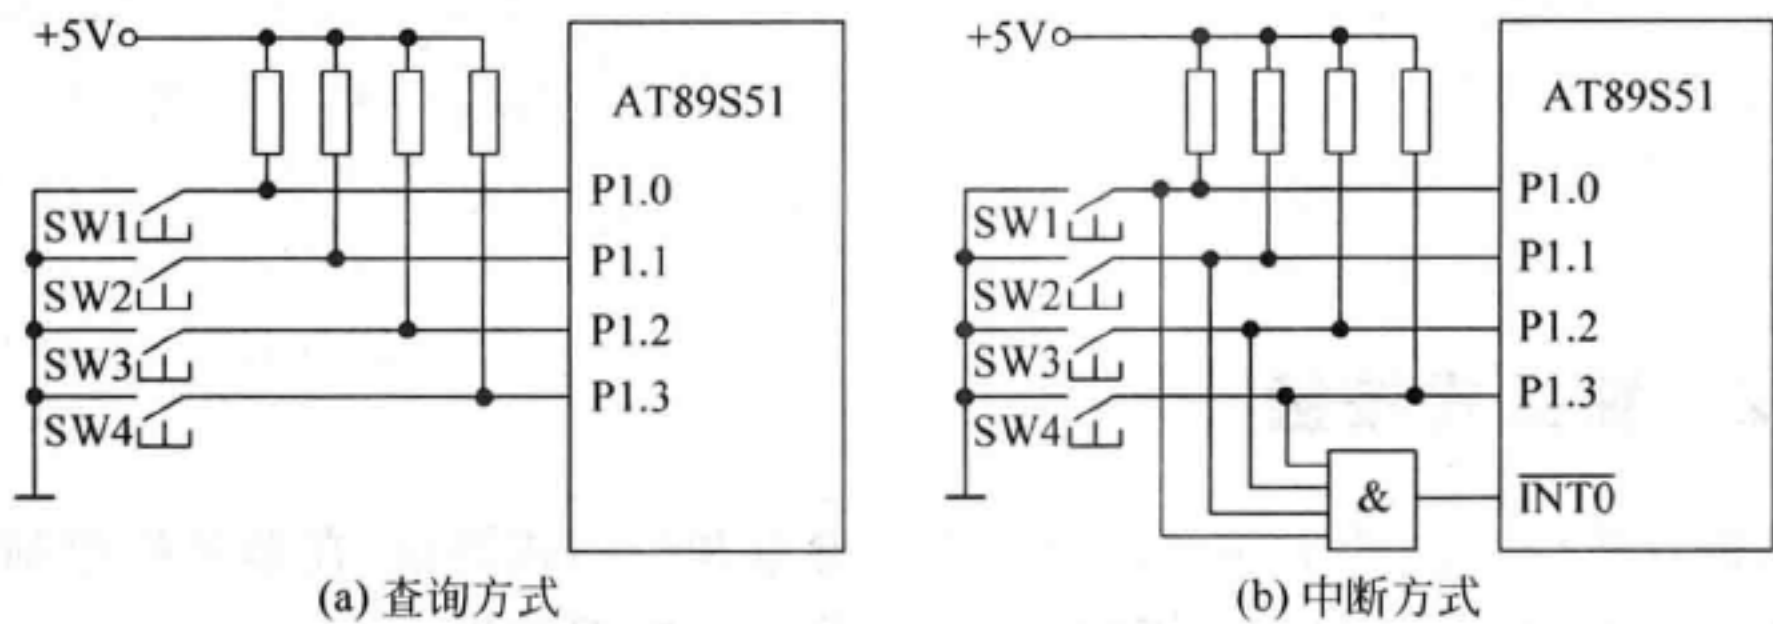 +5V
AT89S51
P1.0
SW1
P1.1
SW2
P1.2
SW3
P1.3
SW4
(a) 查询方式
+5V
AT89S51
P1.0
SW1
P1.1
SW2
P1.2
SW3
P1.3
SW4
&
INT0
(b) 中断方式